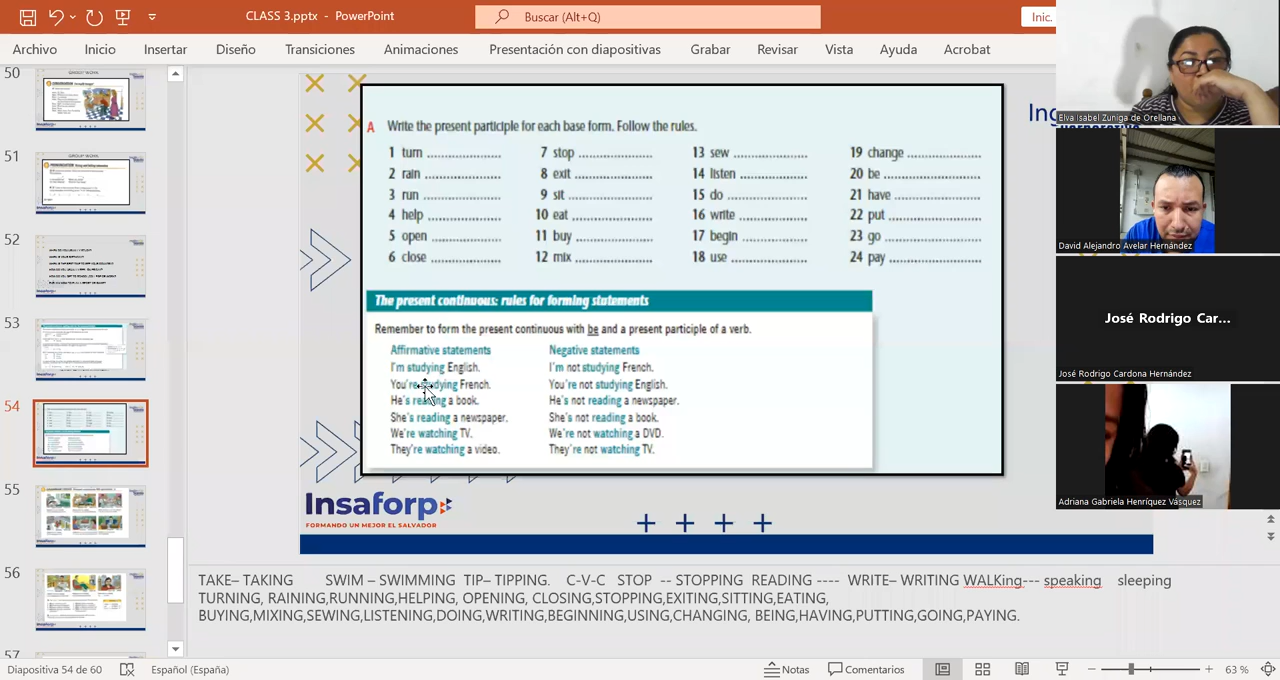 CLASS 3.pptx - PowerPoint
Buscar (Alt+Q)
Inic.
Archivo Inicio Insertar Diseño Transiciones Animaciones Presentación con diapositivas Grabar Revisar Vista Ayuda Acrobat
50
51
52
53
54
55
56
57
Ing
A Write the present participle for each base form. Follow the rules.
1 turn 7 stop 13 sew 19 change
2 rain 8 exit 14 listen 20 be
3 run 9 sit 15 do 21 have
4 help 10 eat 16 write 22 put
5 open 11 buy 17 begin 23 go
6 close 12 mix 18 use 24 pay
The present continuous: rules for forming statements
Remember to form the present continuous with be and a present participle of a verb.
Affirmative statements Negative statements
I'm studying English. I'm not studying French.
You're studying French. You're not studying English.
He's reading a book. He's not reading a newspaper.
She's reading a newspaper. She's not reading a book.
We're watching TV. We're not watching a DVD.
They're watching a video. They're not watching TV.
Insaforp
FORMANDO UN MEJOR EL SALVADOR
Elva Isabel Zuniga de Orellana
David Alejandro Avelar Hernández
José Rodrigo Car...
José Rodrigo Cardona Hernández
Adriana Gabriela Henríquez Vásquez
TAKE– TAKING SWIM – SWIMMING TIP– TIPPING. C-V-C STOP -- STOPPING READING ---- WRITE– WRITING WALKing--- speaking sleeping
TURNING, RAINING,RUNNING,HELPING, OPENING, CLOSING,STOPPING,EXITING,SITTING,EATING,
BUYING,MIXING,SEWING,LISTENING,DOING,WRITING,BEGINNING,USING,CHANGING, BEING,HAVING,PUTTING,GOING,PAYING.
Diapositiva 54 de 60 Español (España) Notas Comentarios 63 %